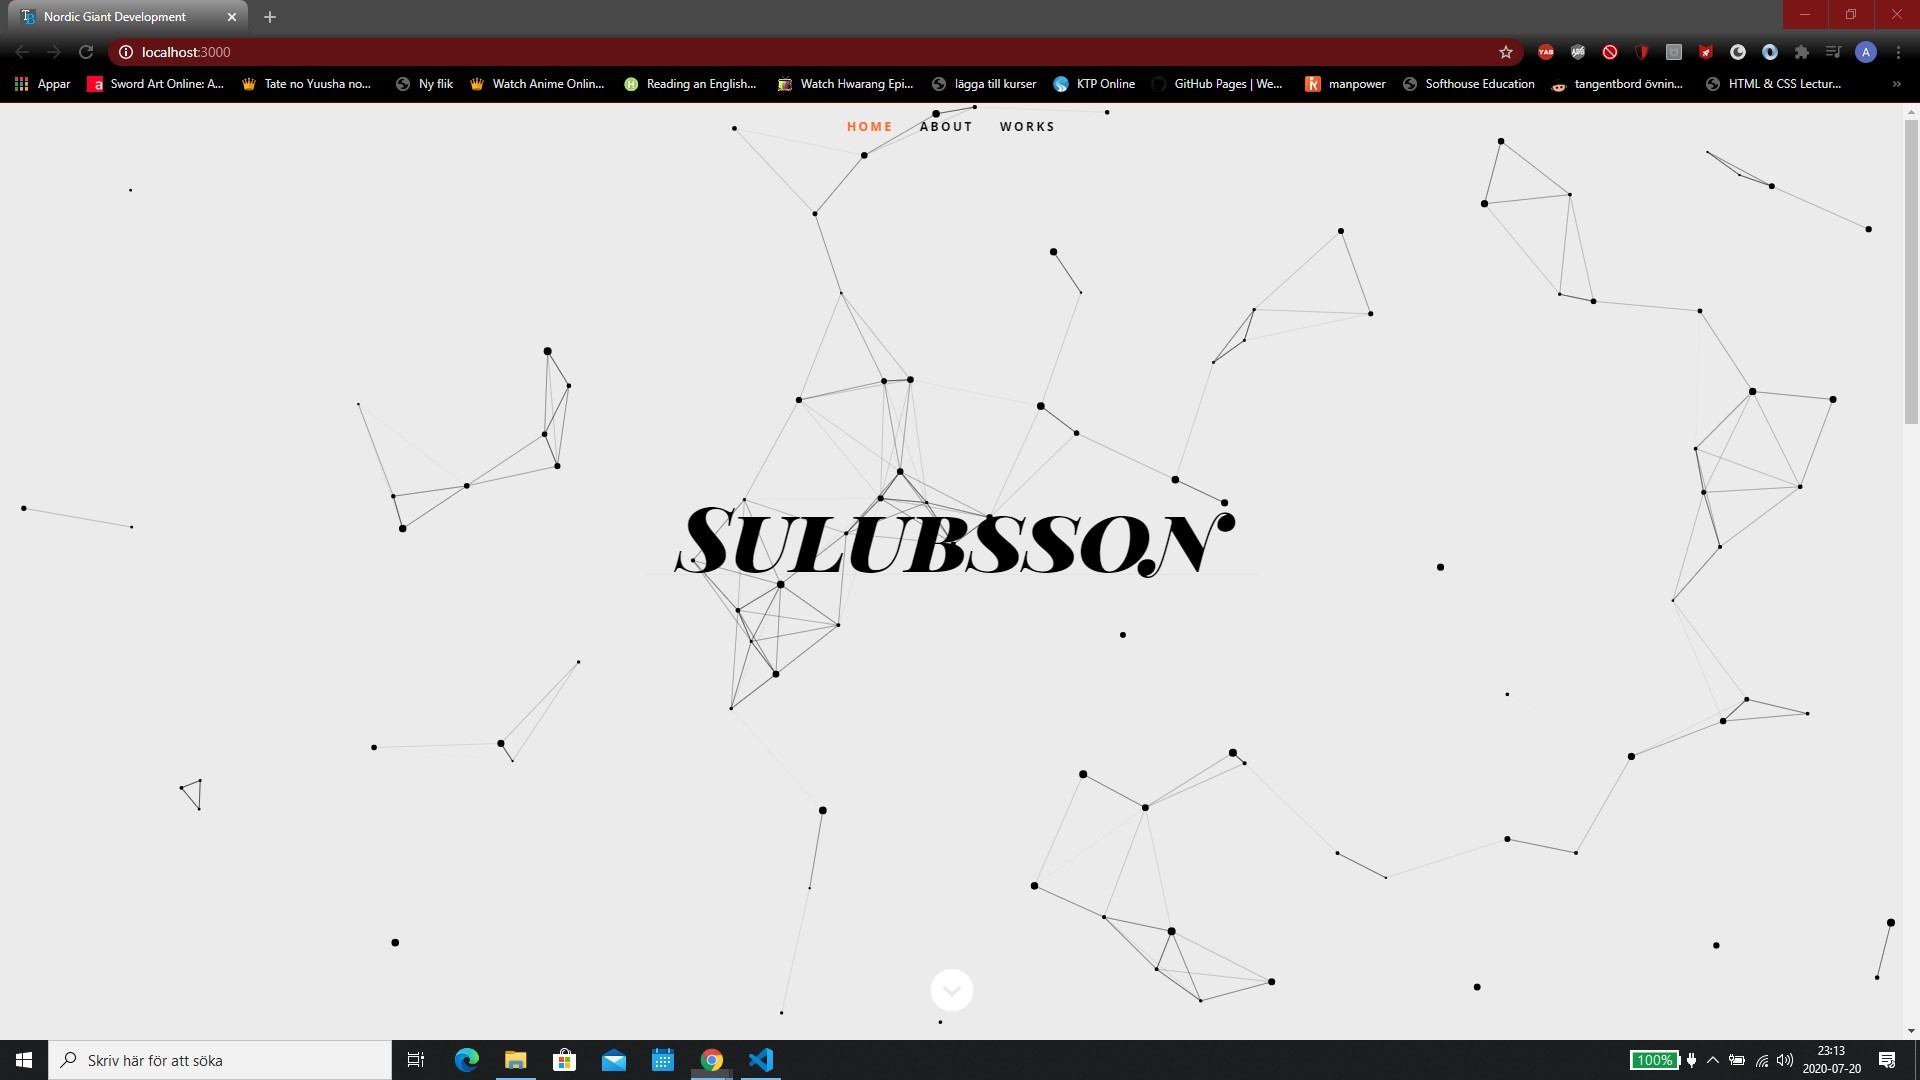 Nordic Giant Development
localhost:3000
Appar
Sword Art Online: A...
Tate no Yuusha no...
Ny flik
Watch Anime Onlin...
Reading an English...
Watch Hwarang Epi...
lägga till kurser
KTP Online
GitHub Pages | We...
manpower
Softhouse Education
tangentbord övnin...
HTML & CSS Lectur...
HOME ABOUT WORKS
SULUBSSON
Skriv här för att söka
100%
23:13
2020-07-20